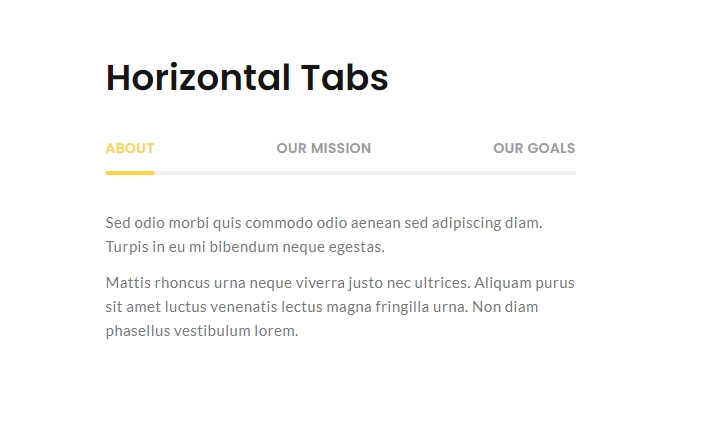 Horizontal Tabs
ABOUT OUR MISSION OUR GOALS
Sed odio morbi quis commodo odio aenean sed adipiscing diam.
Turpis in eu mi bibendum neque egestas.
Mattis rhoncus urna neque viverra justo nec ultrices. Aliquam purus
sit amet luctus venenatis lectus magna fringilla urna. Non diam
phasellus vestibulum lorem.